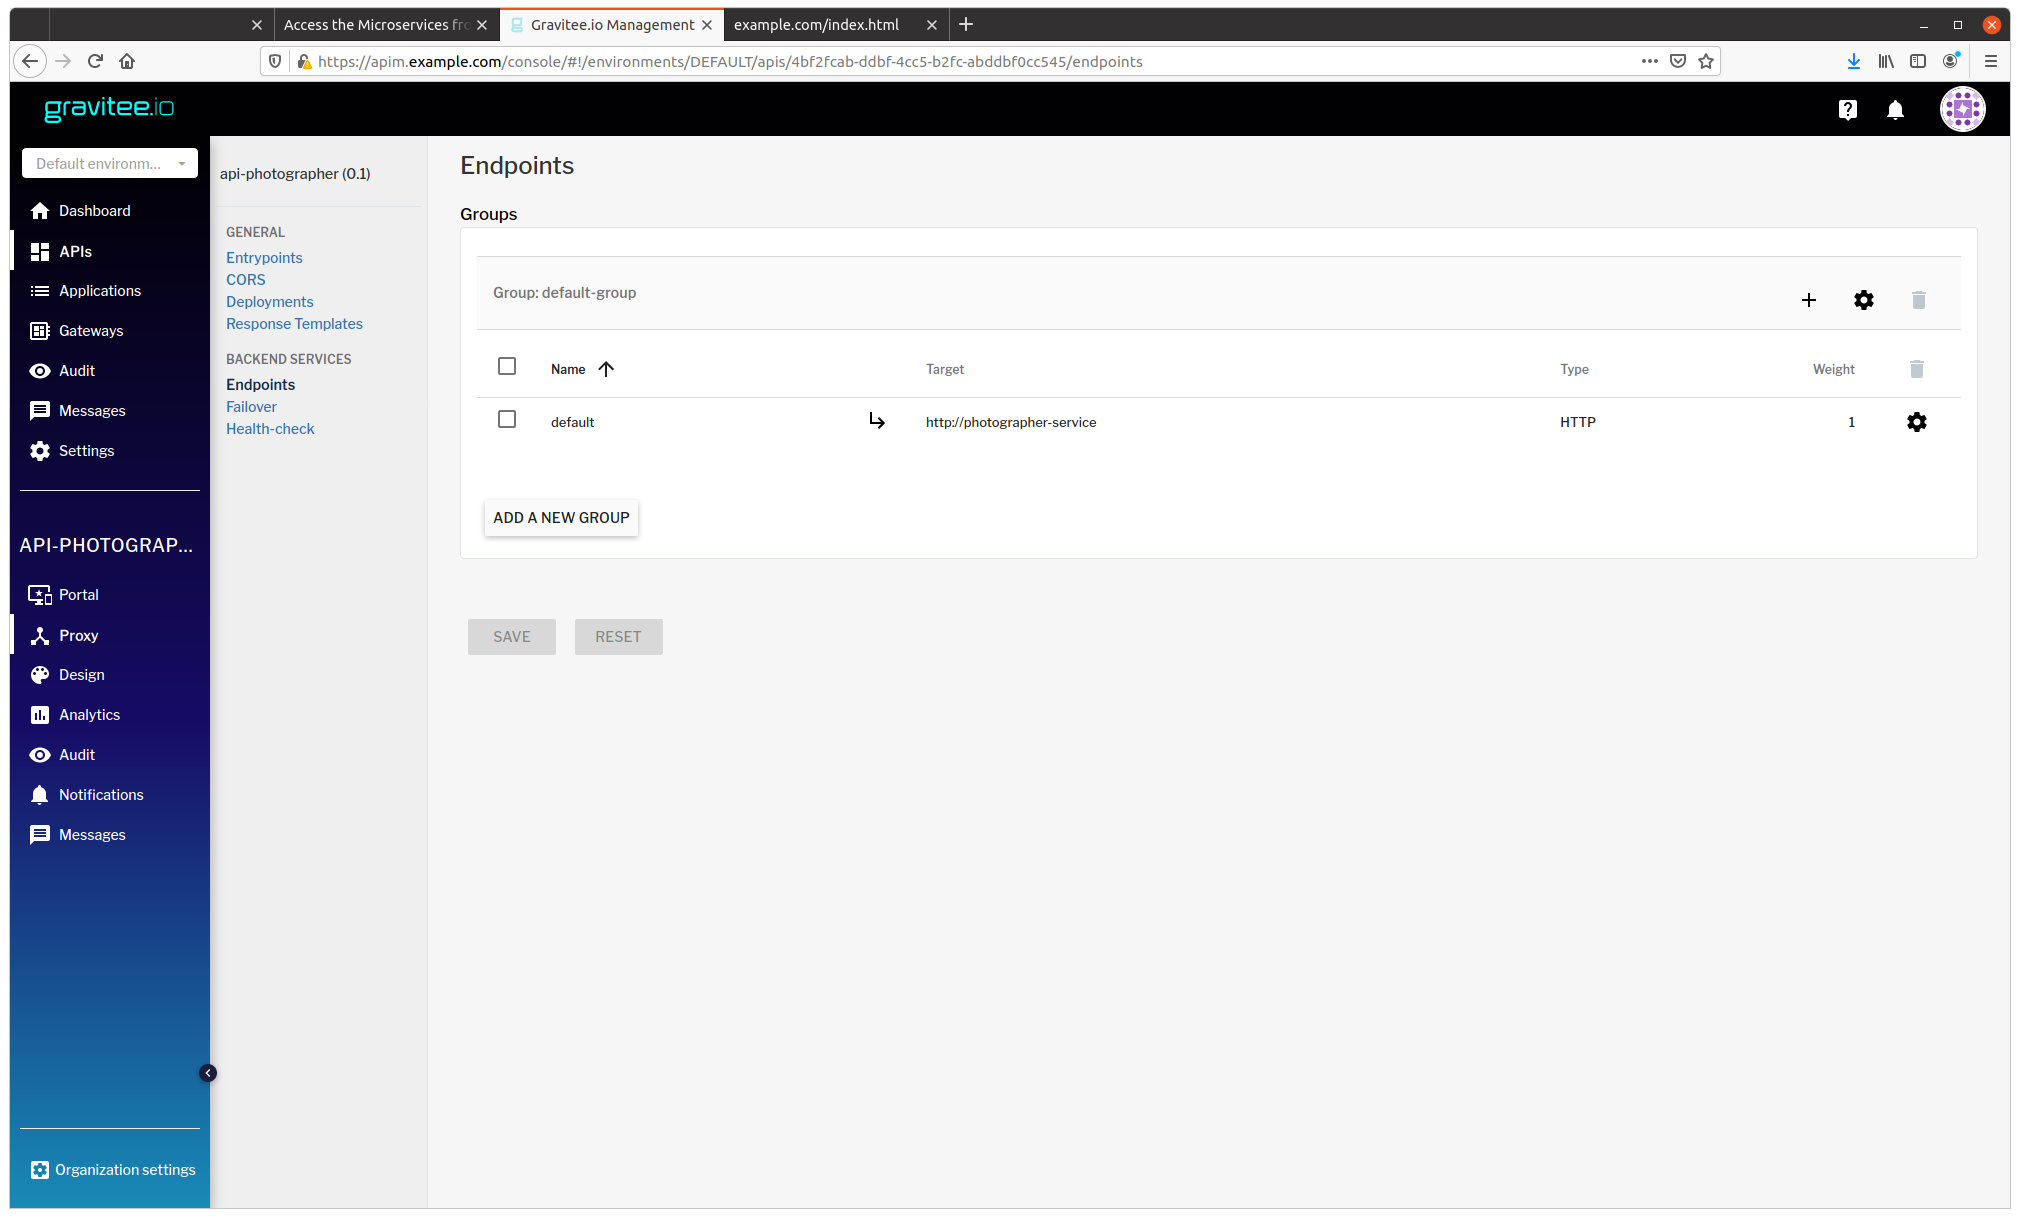 Access the Microservices fro
Gravitee.io Management
example.com/index.html
https://apim.example.com/console/#!/environments/DEFAULT/apis/4bf2fcab-ddbf-4cc5-b2fc-abddbf0cc545/endpoints
gravitee.io
Default environm...
Dashboard
APIs
Applications
Gateways
Audit
Messages
Settings
API-PHOTOGRAP...
Portal
Proxy
Design
Analytics
Audit
Notifications
Messages
Organization settings
api-photographer (0.1)
GENERAL
Entrypoints
CORS
Deployments
Response Templates
BACKEND SERVICES
Endpoints
Failover
Health-check
Endpoints
Groups
Group: default-group
Name Target Type Weight
default http://photographer-service HTTP 1
ADD A NEW GROUP
SAVE RESET